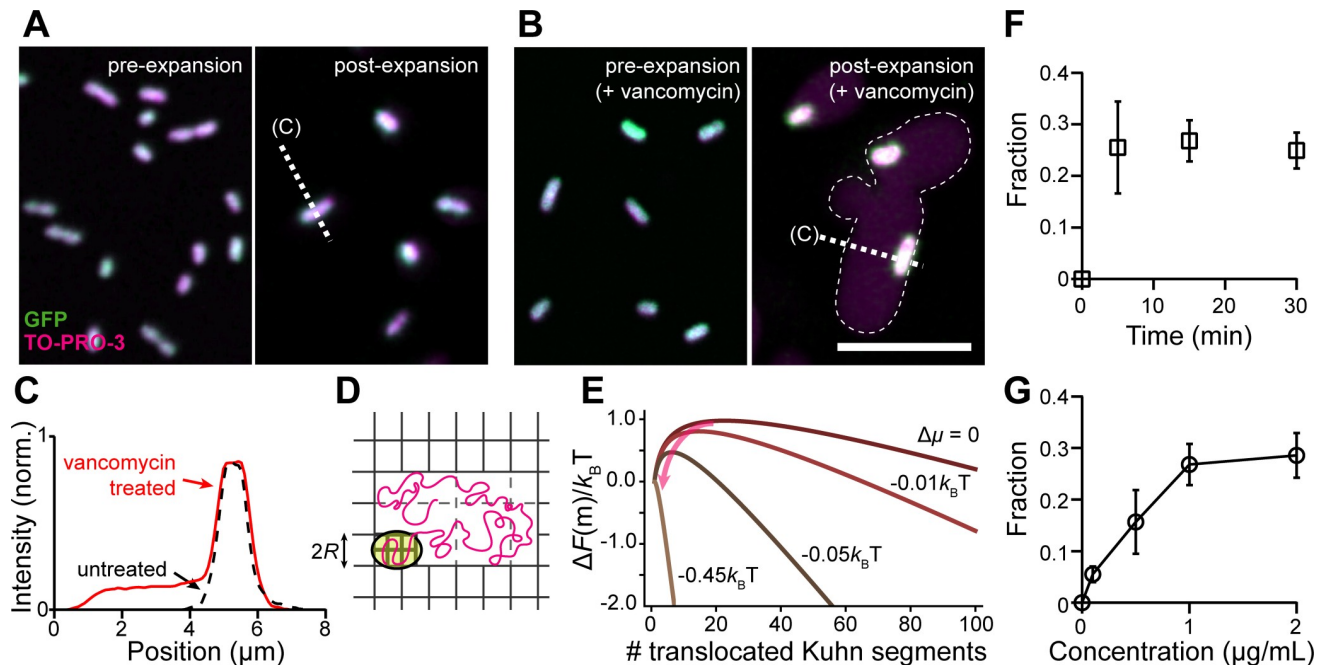 A
pre-expansion
GFP
TO-PRO-3
post-expansion
(C)
B
pre-expansion
(+ vancomycin)
post-expansion
(+ vancomycin)
(C)
C
Intensity (norm.)
1
0
vancomycin
treated
untreated
0 2 4 6 8
Position (µm)
D
2R
E
ΔF(m)/k_BT
1.0
0.0
-1.0
-2.0
Δµ = 0
-0.01k_BT
-0.05k_BT
-0.45k_BT
0 20 40 60 80 100
# translocated Kuhn segments
F
Fraction
0.4
0.3
0.2
0.1
0
0 10 20 30
Time (min)
G
Fraction
0.4
0.3
0.2
0.1
0
0 1 2
Concentration (µg/mL)